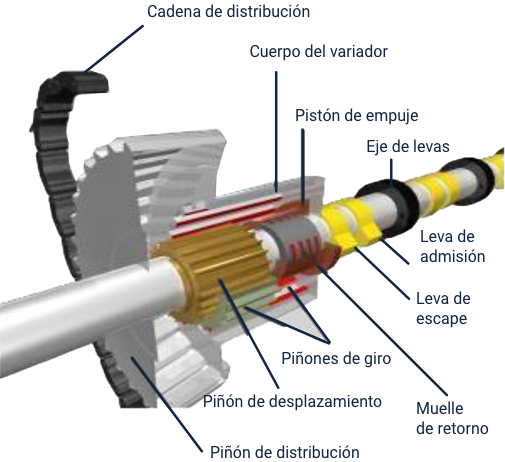 Cadena de distribución
Cuerpo del variador
Pistón de empuje
Eje de levas
Leva de
admisión
Leva de
escape
Piñones de giro
Piñón de desplazamiento
Muelle
de retorno
Piñón de distribución